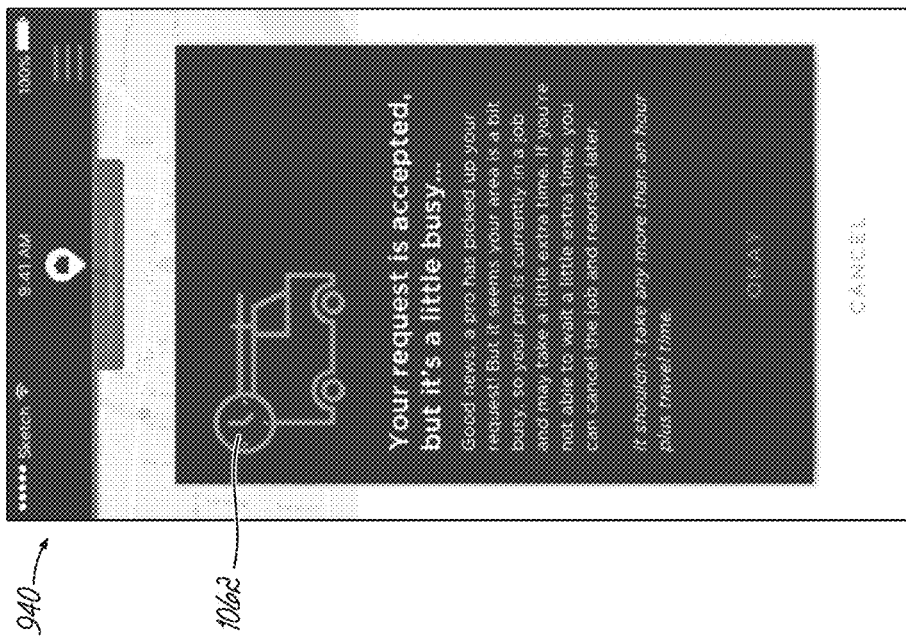 940
1062
Sketch 9:41 AM 100%
Your request is accepted,
but it's a little busy...
Good news, a pro has picked up your
request! But it seems your area is a bit
busy so your pro is currently in a job
and may take a little extra time. If you're
not able to wait a little extra time, you
can cancel the job and reorder later.
It shouldn't take any more than an hour
plus travel time.
OKAY
CANCEL